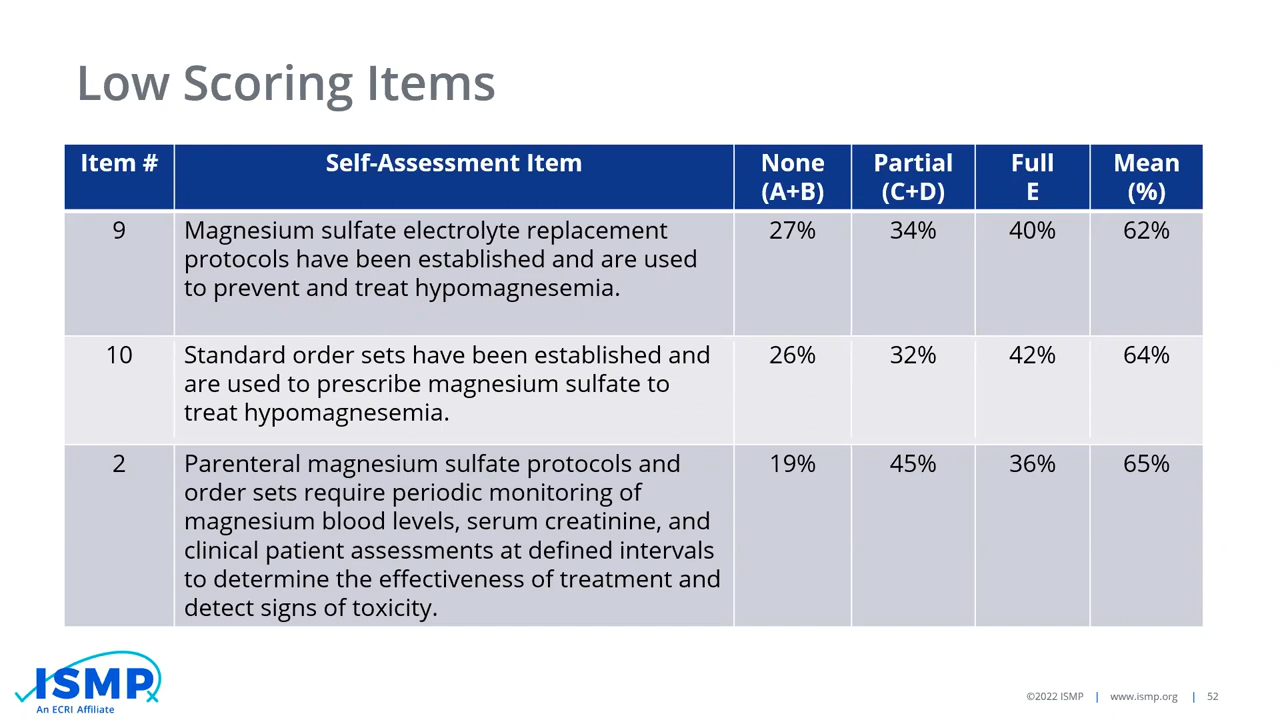 Low Scoring Items
Item # Self-Assessment Item None Partial Full Mean
(A+B) (C+D) E (%)
9 Magnesium sulfate electrolyte replacement 27% 34% 40% 62%
protocols have been established and are used
to prevent and treat hypomagnesemia.
10 Standard order sets have been established and 26% 32% 42% 64%
are used to prescribe magnesium sulfate to
treat hypomagnesemia.
2 Parenteral magnesium sulfate protocols and 19% 45% 36% 65%
order sets require periodic monitoring of
magnesium blood levels, serum creatinine, and
clinical patient assessments at defined intervals
to determine the effectiveness of treatment and
detect signs of toxicity.
ISMP
An ECRI Affiliate
©2022 ISMP | www.ismp.org | 52